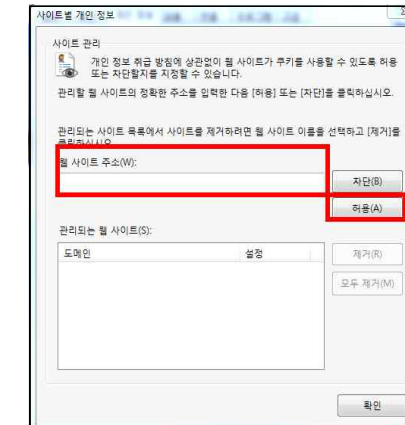 사이트별 개인 정보
사이트 관리
개인 정보 취급 방침에 상관없이 웹 사이트가 쿠키를 사용할 수 있도록 허용
또는 차단할지를 지정할 수 있습니다.
관리할 웹 사이트의 정확한 주소를 입력한 다음 [허용] 또는 [차단]을 클릭하십시오.
관리되는 사이트 목록에서 사이트를 제거하려면 웹 사이트 이름을 선택하고 [제거]를
클릭하십시오.
웹 사이트 주소(W):
차단(B)
허용(A)
관리되는 웹 사이트(S):
도메인 설정
제거(R)
모두 제거(M)
확인